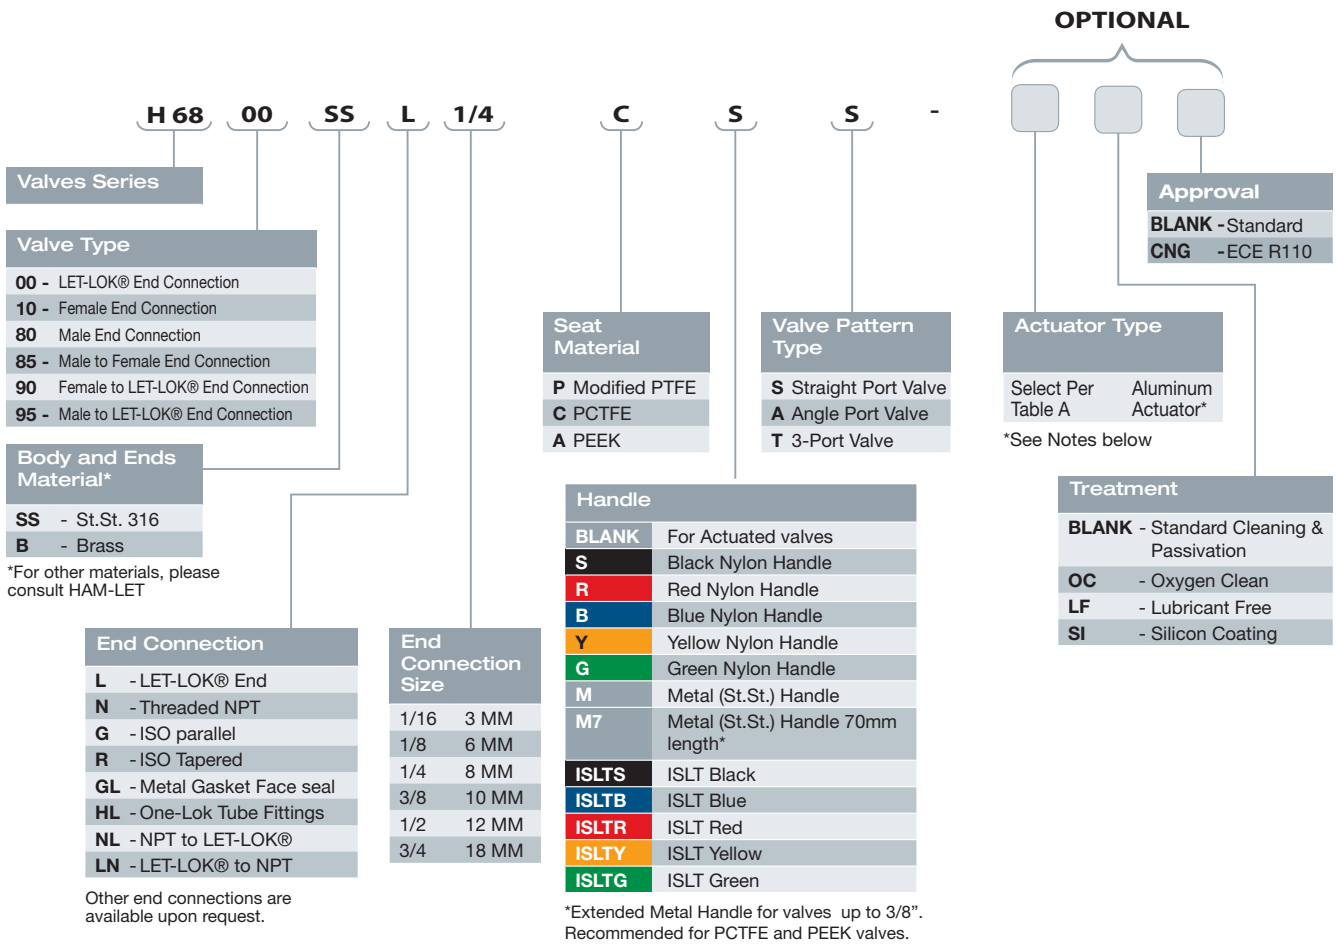 OPTIONAL
H 68 00 SS L 1/4 C S S -
Valves Series
Valve Type
00 - LET-LOK® End Connection
10 - Female End Connection
80 Male End Connection
85 - Male to Female End Connection
90 Female to LET-LOK® End Connection
95 - Male to LET-LOK® End Connection
Body and Ends
Material*
SS - St.St. 316
B - Brass
*For other materials, please
consult HAM-LET
End Connection
L - LET-LOK® End
N - Threaded NPT
G - ISO parallel
R - ISO Tapered
GL - Metal Gasket Face seal
HL - One-Lok Tube Fittings
NL - NPT to LET-LOK®
LN - LET-LOK® to NPT
Other end connections are
available upon request.
End
Connection
Size
1/16 3 MM
1/8 6 MM
1/4 8 MM
3/8 10 MM
1/2 12 MM
3/4 18 MM
Seat
Material
P Modified PTFE
C PCTFE
A PEEK
Handle
BLANK For Actuated valves
S Black Nylon Handle
R Red Nylon Handle
B Blue Nylon Handle
Y Yellow Nylon Handle
G Green Nylon Handle
M Metal (St.St.) Handle
M7 Metal (St.St.) Handle 70mm
length*
ISLTS ISLT Black
ISLTB ISLT Blue
ISLTR ISLT Red
ISLTY ISLT Yellow
ISLTG ISLT Green
*Extended Metal Handle for valves up to 3/8”.
Recommended for PCTFE and PEEK valves.
Valve Pattern
Type
S Straight Port Valve
A Angle Port Valve
T 3-Port Valve
Actuator Type
Select Per Aluminum
Table A Actuator*
*See Notes below
Treatment
BLANK - Standard Cleaning &
Passivation
OC - Oxygen Clean
LF - Lubricant Free
SI - Silicon Coating
Approval
BLANK - Standard
CNG - ECE R110